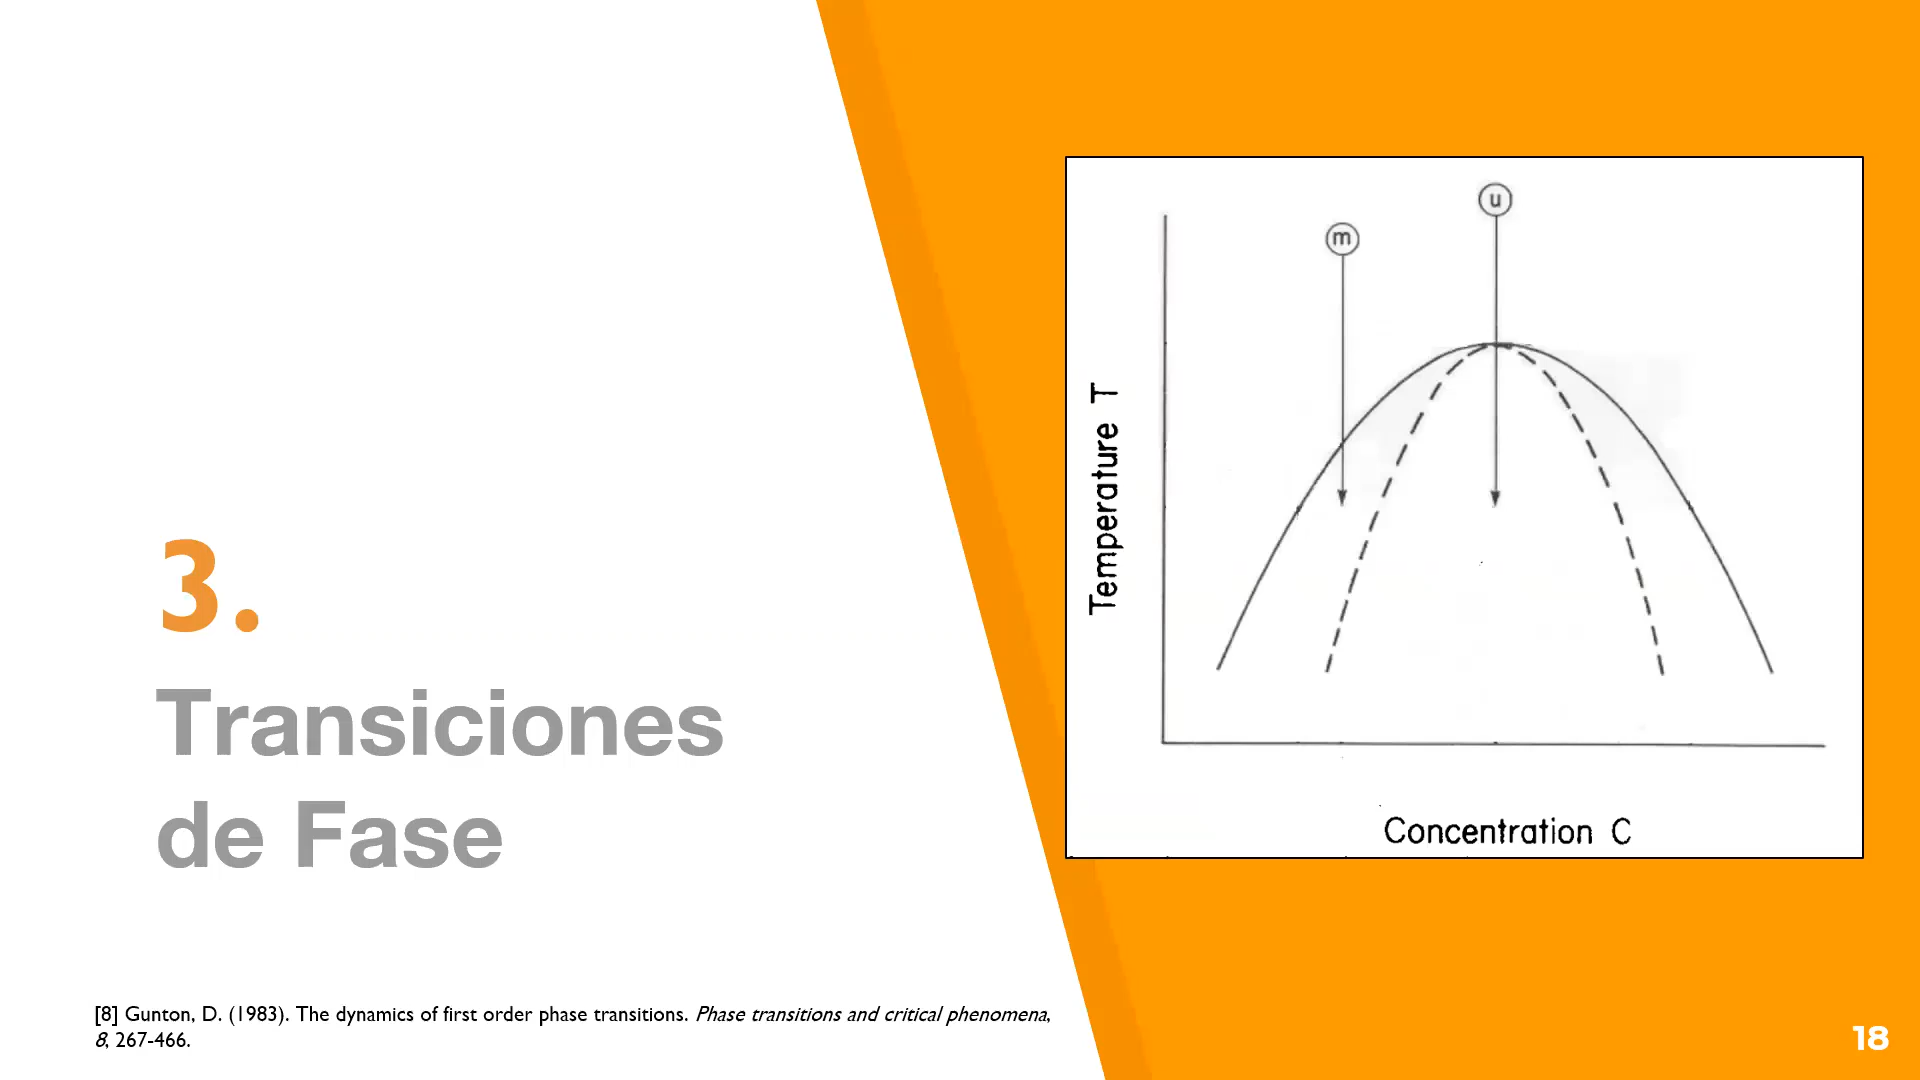 3.
Transiciones
de Fase
u
m
Temperature T
Concentration C
[8] Gunton, D. (1983). The dynamics of first order phase transitions. Phase transitions and critical phenomena,
8, 267-466.
18